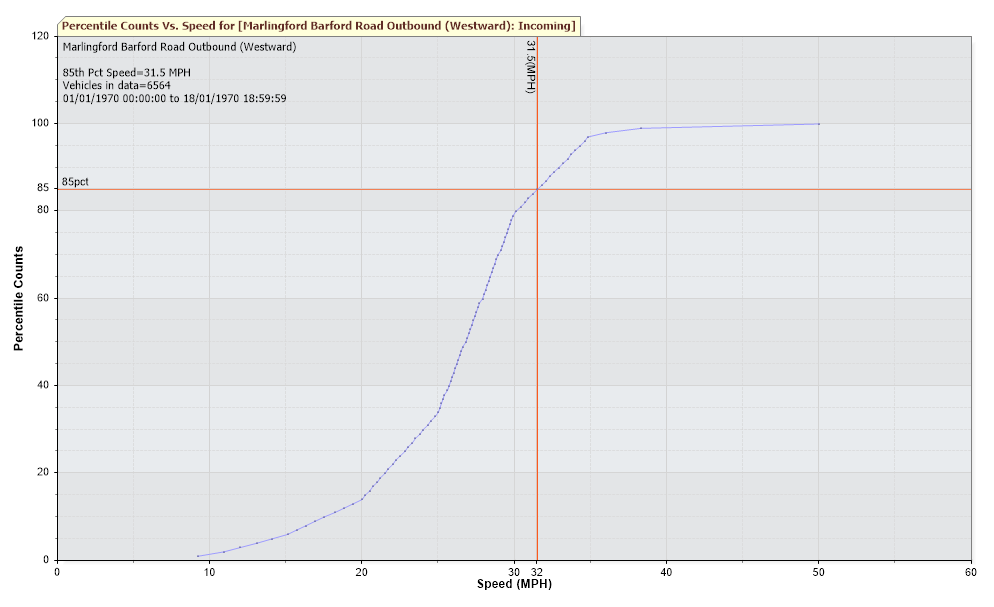 Percentile Counts Vs. Speed for [Marlingford Barford Road Outbound (Westward): Incoming]
120
Marlingford Barford Road Outbound (Westward)
85th Pct Speed=31.5 MPH
Vehicles in data=6564
01/01/1970 00:00:00 to 18/01/1970 18:59:59
31.5(MPH)
100
85pct
85
80
60
40
20
0
Percentile Counts
0 10 20 30 32 40 50 60
Speed (MPH)